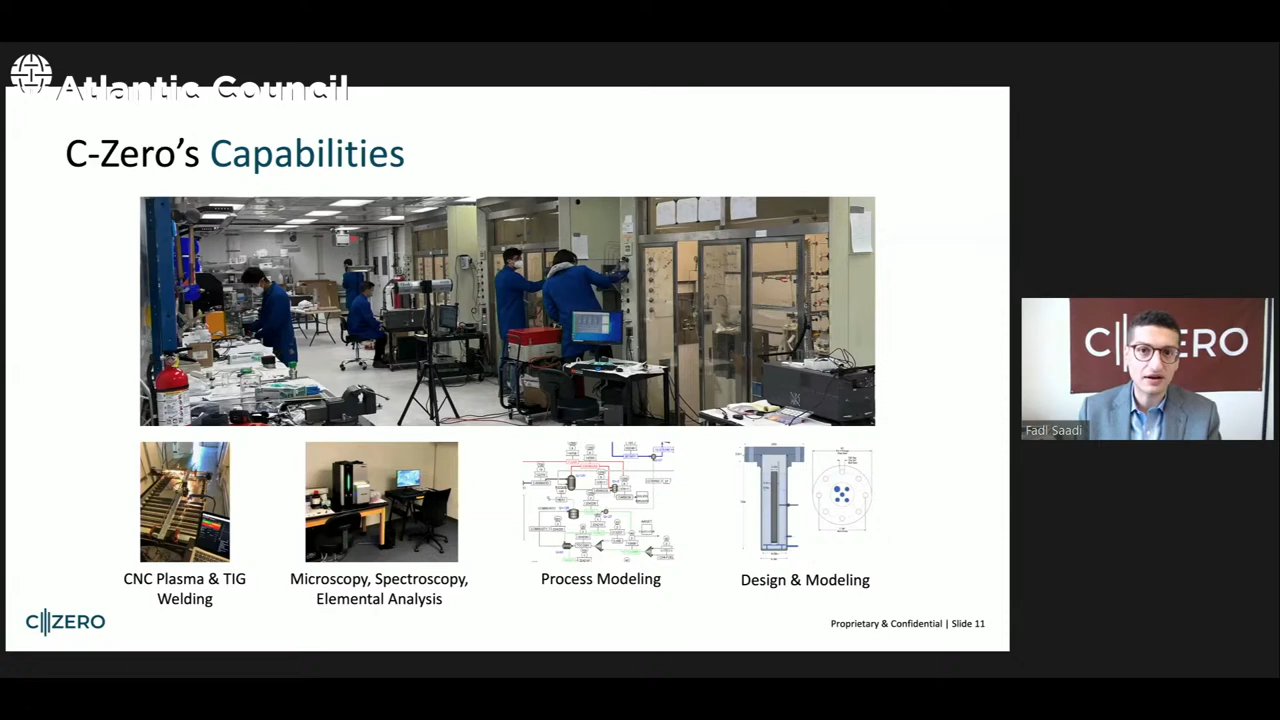 Atlantic Council
C-Zero's Capabilities
C ZERO
Fadl Saadi
CNC Plasma & TIG
Welding
Microscopy, Spectroscopy,
Elemental Analysis
Process Modeling
Design & Modeling
C ZERO
Proprietary & Confidential | Slide 11